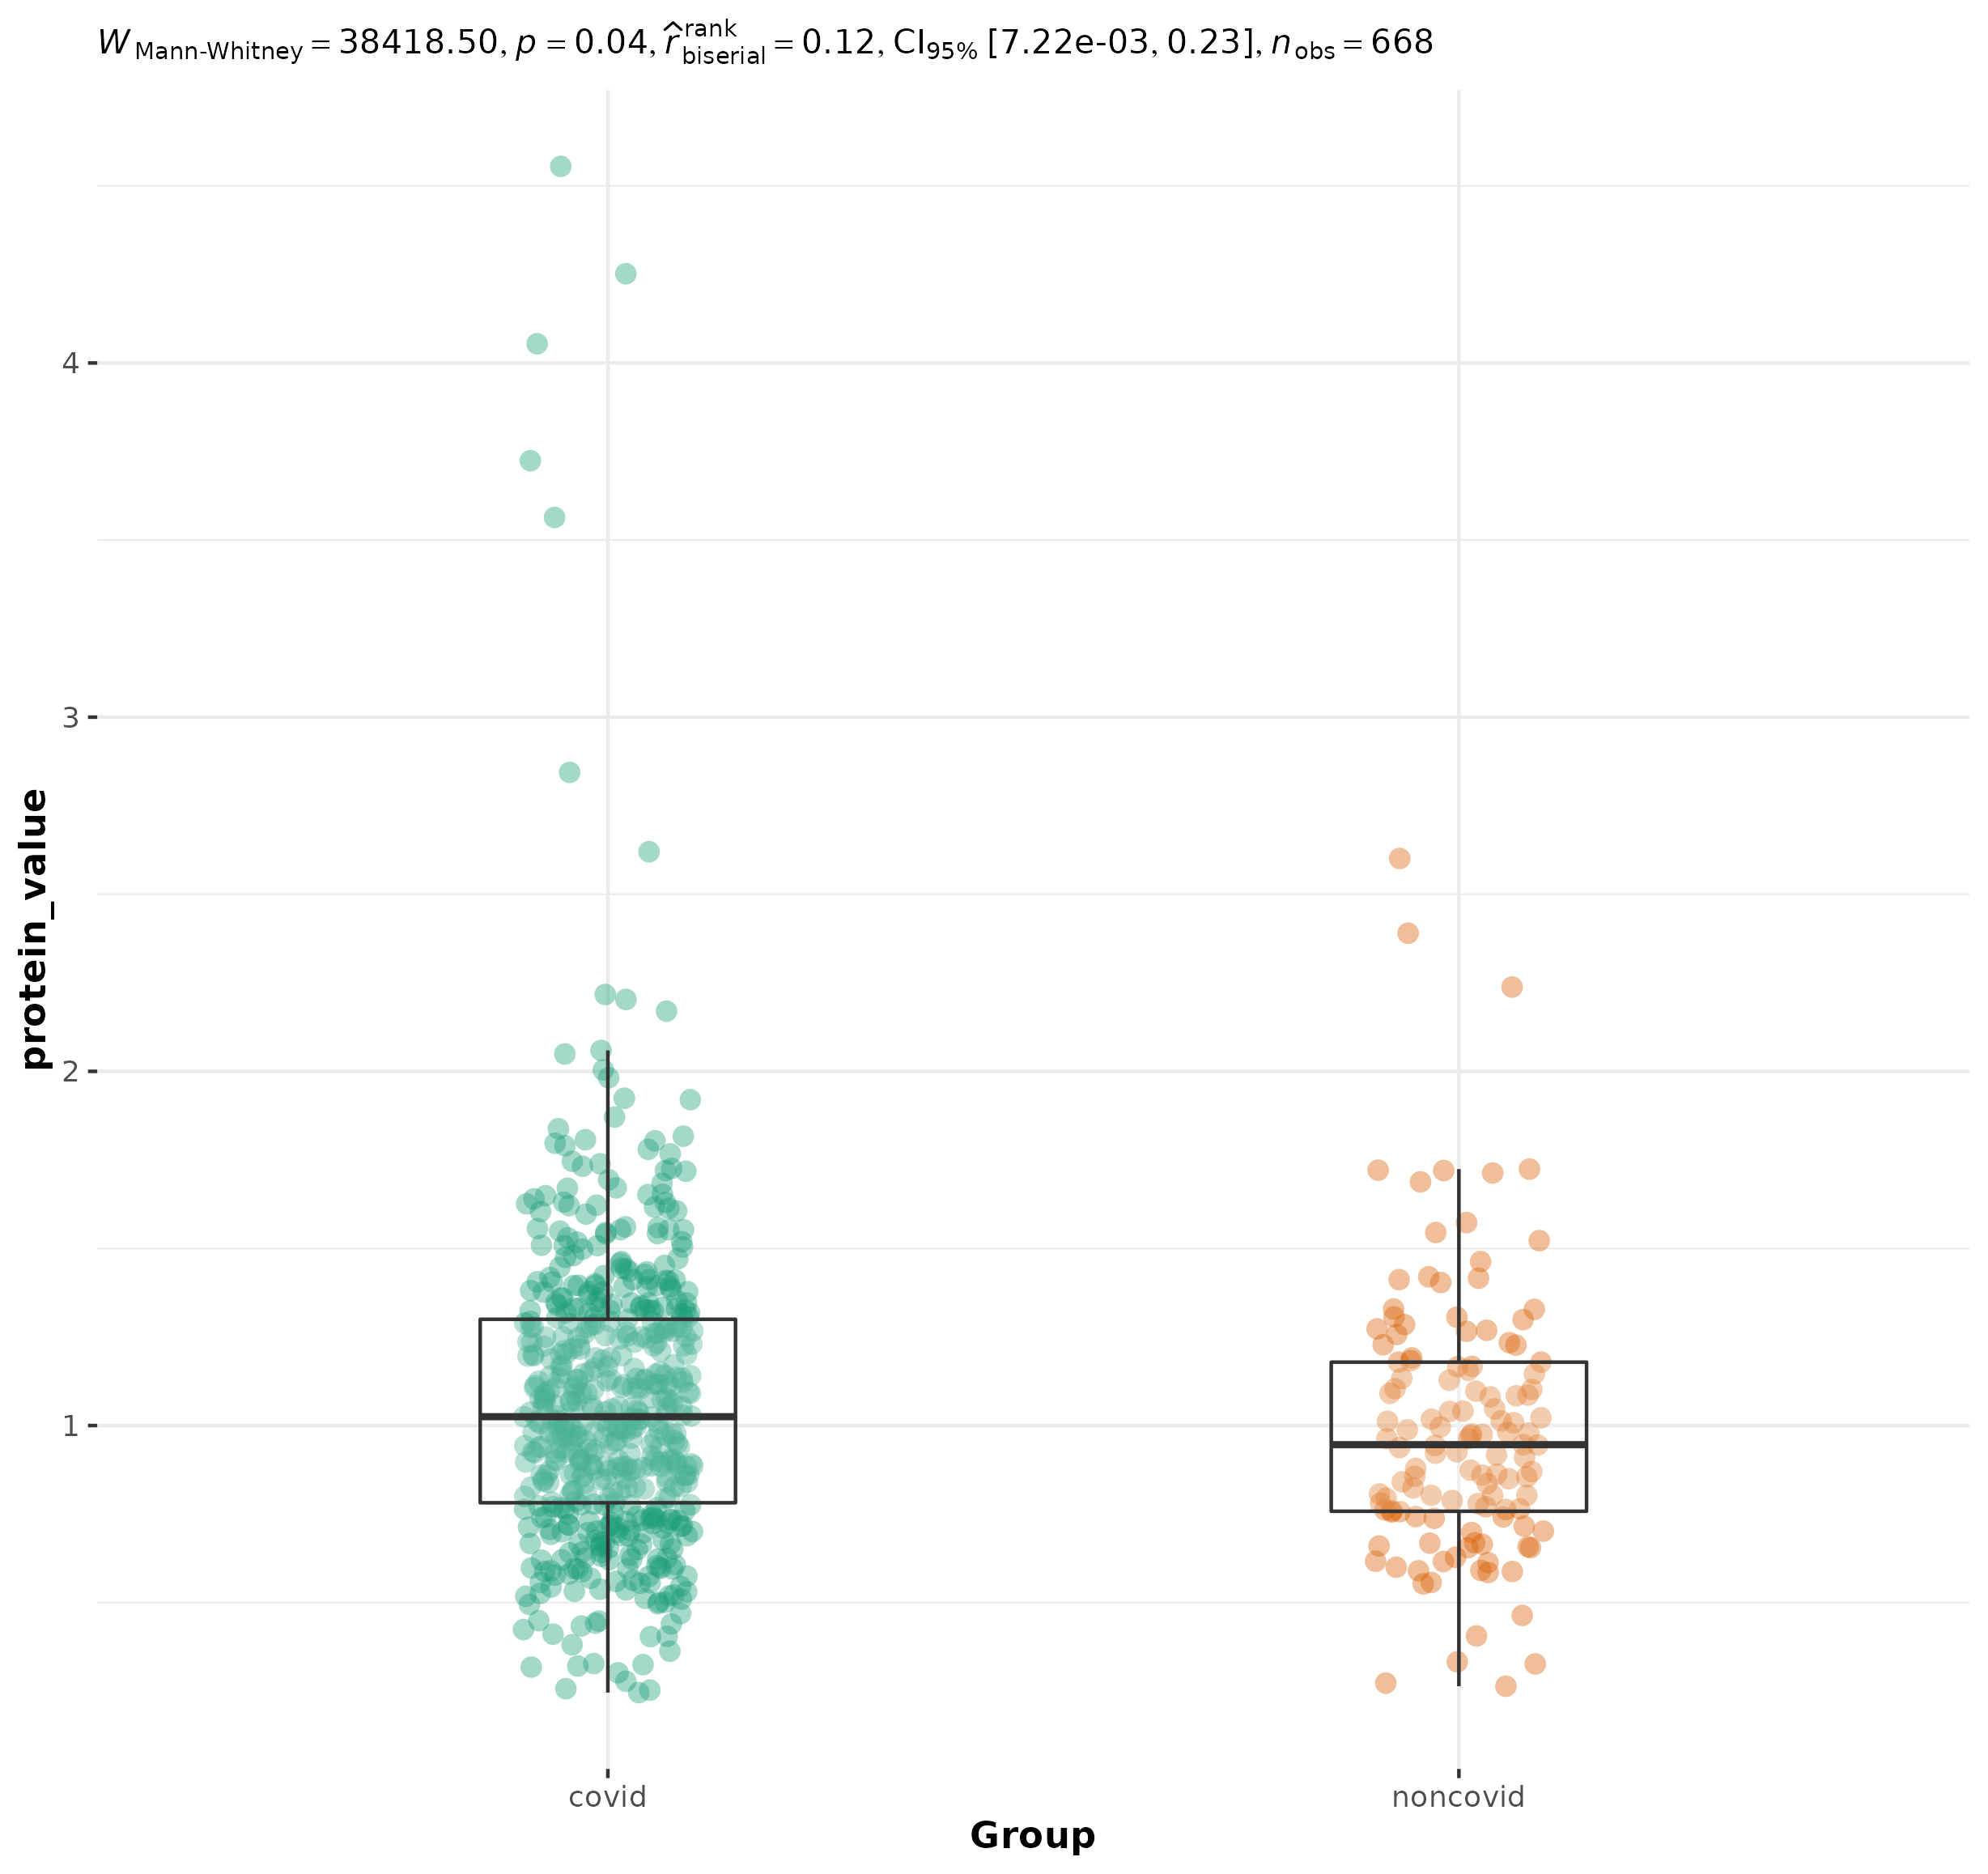 W Mann-Whitney = 38418.50, p = 0.04, r̂ rank biserial = 0.12, CI95% [7.22e-03, 0.23], nobs = 668
4
3
2
1
protein_value
covid noncovid
Group